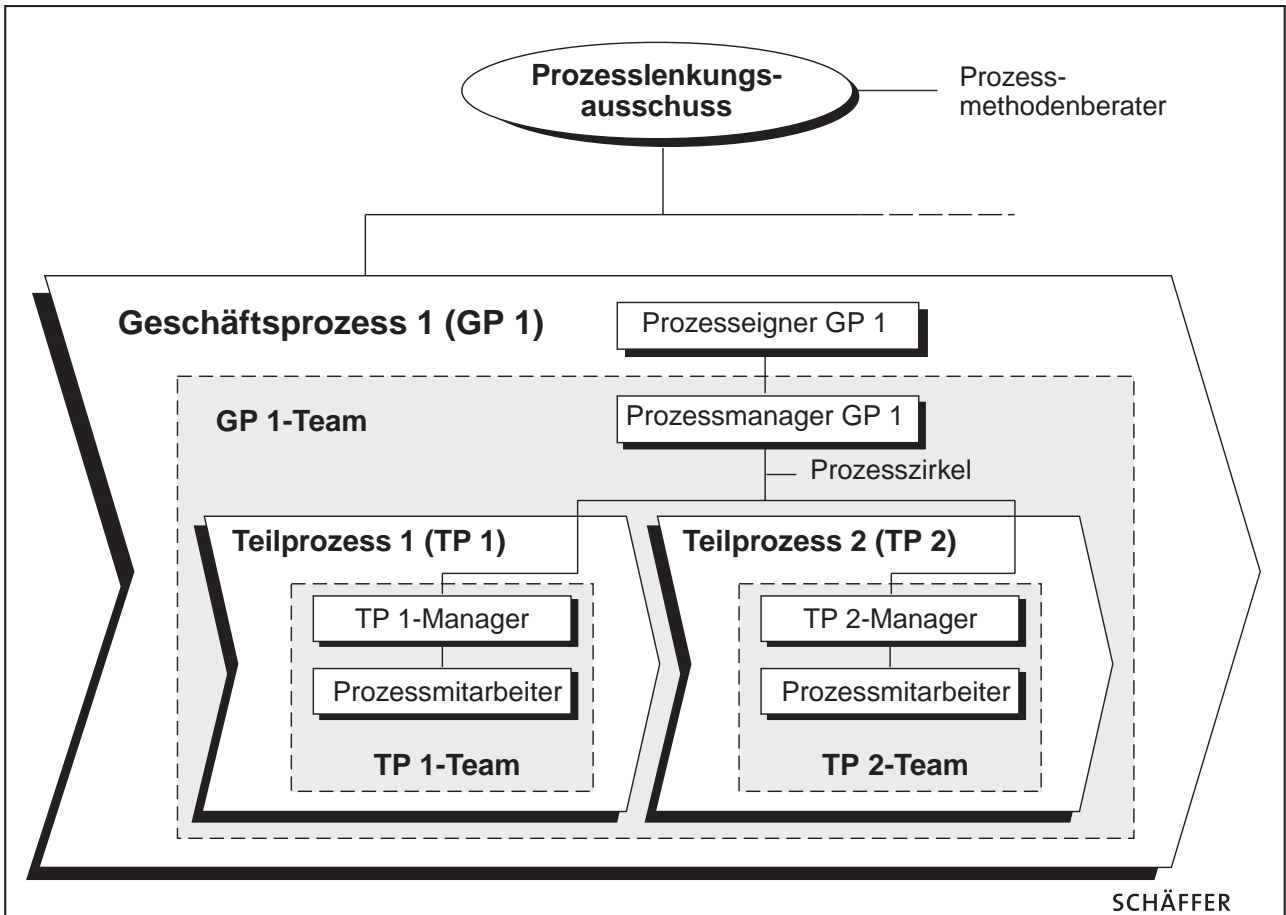 Prozesslenkungs-
ausschuss
Prozess-
methodenberater
Geschäftsprozess 1 (GP 1)
Prozesseigner GP 1
GP 1-Team
Prozessmanager GP 1
Prozesszirkel
Teilprozess 1 (TP 1)
Teilprozess 2 (TP 2)
TP 1-Manager
TP 2-Manager
Prozessmitarbeiter
Prozessmitarbeiter
TP 1-Team
TP 2-Team
SCHÄFFER